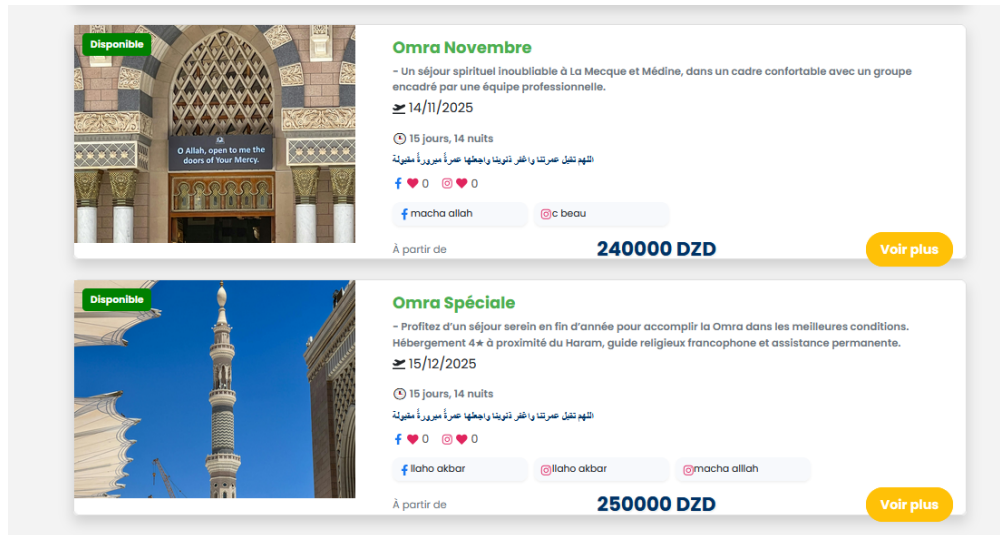 Disponible
Omra Novembre
- Un séjour spirituel inoubliable à La Mecque et Médine, dans un cadre confortable avec un groupe
encadré par une équipe professionnelle.
14/11/2025
15 jours, 14 nuits
اللهم تقبل عمرتنا واغفر ذنوبنا واجعلها عمرةً مبرورةً مقبولة
0 0
macha allah
c beau
À partir de
240000 DZD
Voir plus
O Allah, open to me the
doors of Your Mercy.
Disponible
Omra Spéciale
- Profitez d’un séjour serein en fin d’année pour accomplir la Omra dans les meilleures conditions.
Hébergement 4★ à proximité du Haram, guide religieux francophone et assistance permanente.
15/12/2025
15 jours, 14 nuits
اللهم تقبل عمرتنا واغفر ذنوبنا واجعلها عمرةً مبرورةً مقبولة
0 0
llaho akbar
llaho akbar
macha alllah
À partir de
250000 DZD
Voir plus